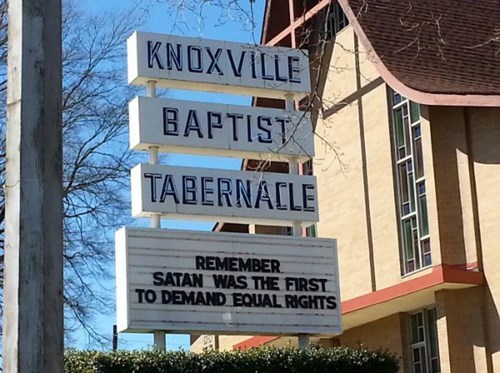 KNOXVILLE
BAPTIST
TABERNACLE
REMEMBER
SATAN WAS THE FIRST
TO DEMAND EQUAL RIGHTS